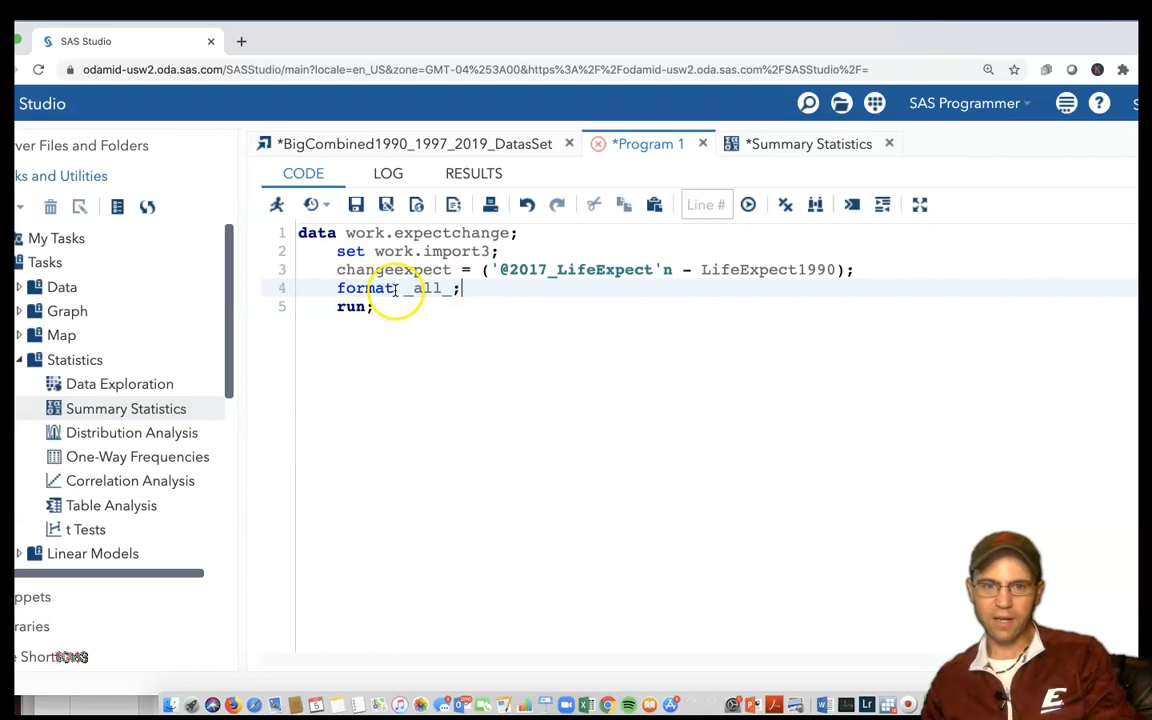 SAS Studio
odamid-usw2.oda.sas.com/SASStudio/main?locale=en_US&zone=GMT-04%253A00&https%3A%2F%2Fodamid-usw2.oda.sas.com%2FSASStudio%2F=
Studio
SAS Programmer
ver Files and Folders
*BigCombined1990_1997_2019_DatasSet
*Program 1
*Summary Statistics
ks and Utilities
CODE
LOG
RESULTS
Line #
My Tasks
Tasks
Data
Graph
Map
Statistics
Data Exploration
Summary Statistics
Distribution Analysis
One-Way Frequencies
Correlation Analysis
Table Analysis
t Tests
Linear Models
ppets
raries
e Short
1 data work.expectchange;
2 set work.import3;
3 changeexpect = ('@2017_LifeExpect'n - LifeExpect1990);
4 format _all_;
5 run;
E